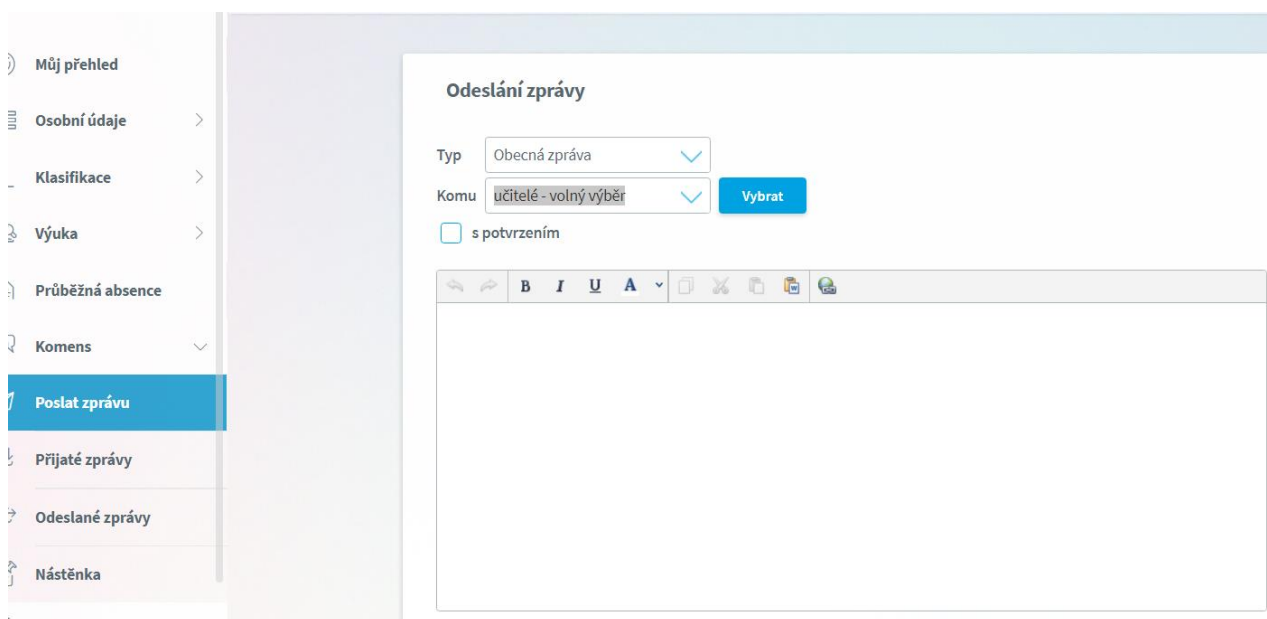 Můj přehled
Osobní údaje
Klasifikace
Výuka
Průběžná absence
Komens
Poslat zprávu
Přijaté zprávy
Odeslané zprávy
Nástěnka
Odeslání zprávy
Typ Obecná zpráva
Komu učitelé - volný výběr Vybrat
s potvrzením
B I U A